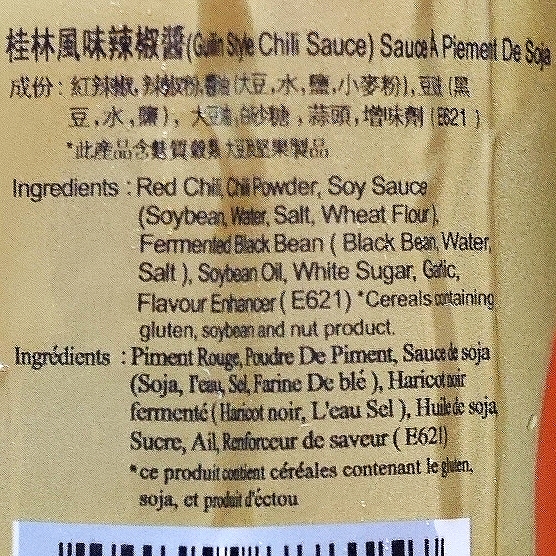 桂林風味辣椒醬(Guilin Style Chili Sauce) Sauce À Piement De Soja
成份：紅辣椒,辣椒粉,醬油(大豆,水,鹽,小麥粉),豆豉(黑
豆,水,鹽)，大豆油,白砂糖，蒜頭,增味劑(E621)
*此產品含麩質穀類大豆堅果製品
Ingredients : Red Chili, Chili Powder, Soy Sauce
(Soybean, Water, Salt, Wheat Flour),
Fermented Black Bean ( Black Bean, Water,
Salt ), Soybean Oil, White Sugar, Garlic,
Flavour Enhancer ( E621) *Cereals containing
gluten, soybean and nut product.
Ingrédients : Piment Rouge, Poudre De Piment, Sauce de soja
(Soja, l'eau, Sel, Farine De blé ), Haricot noir
fermenté ( Haricot noir, L'eau Sel ), Huile de soja,
Sucre, Ail, Renforceur de saveur ( E621)
*ce produit contient céréales contenant le gluten,
soja, et produit d'éctou